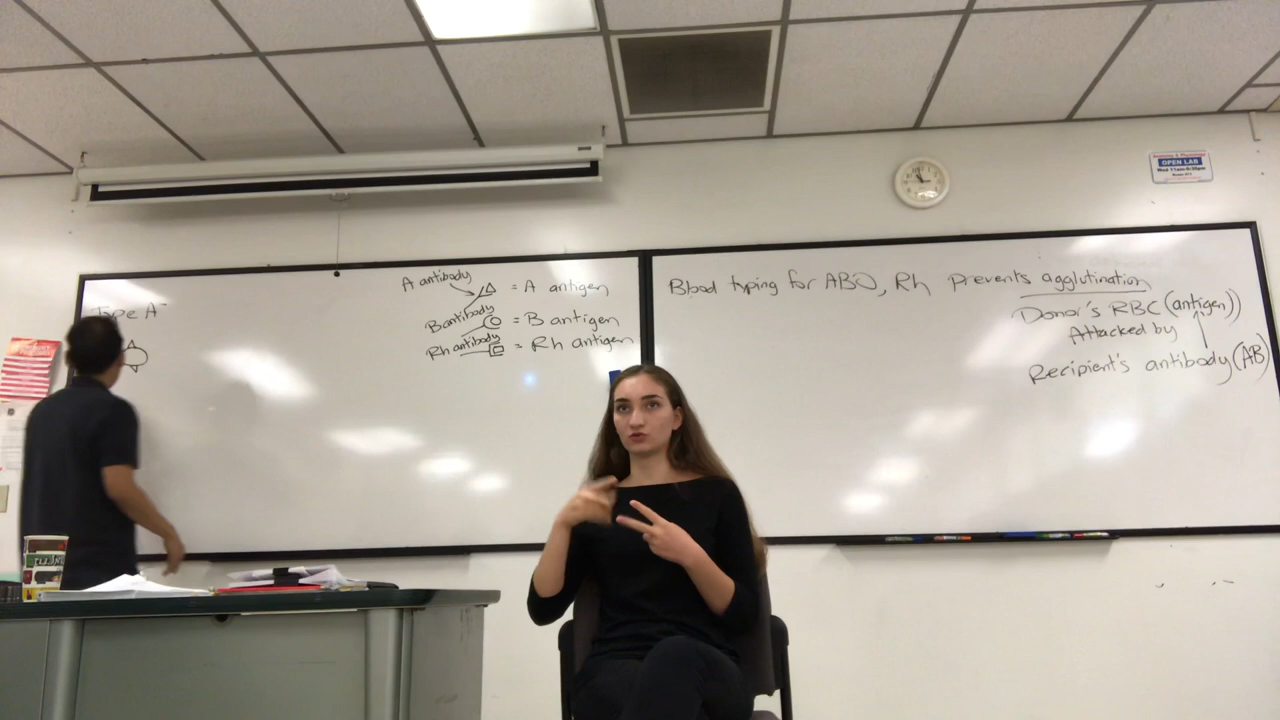 Type A⁻
A antibody = A antigen
B antibody = B antigen
Rh antibody = Rh antigen
Blood typing for ABO, Rh prevents agglutination
Donor's RBC (antigen)
Attacked by
Recipient's antibody (AB)
OPEN LAB